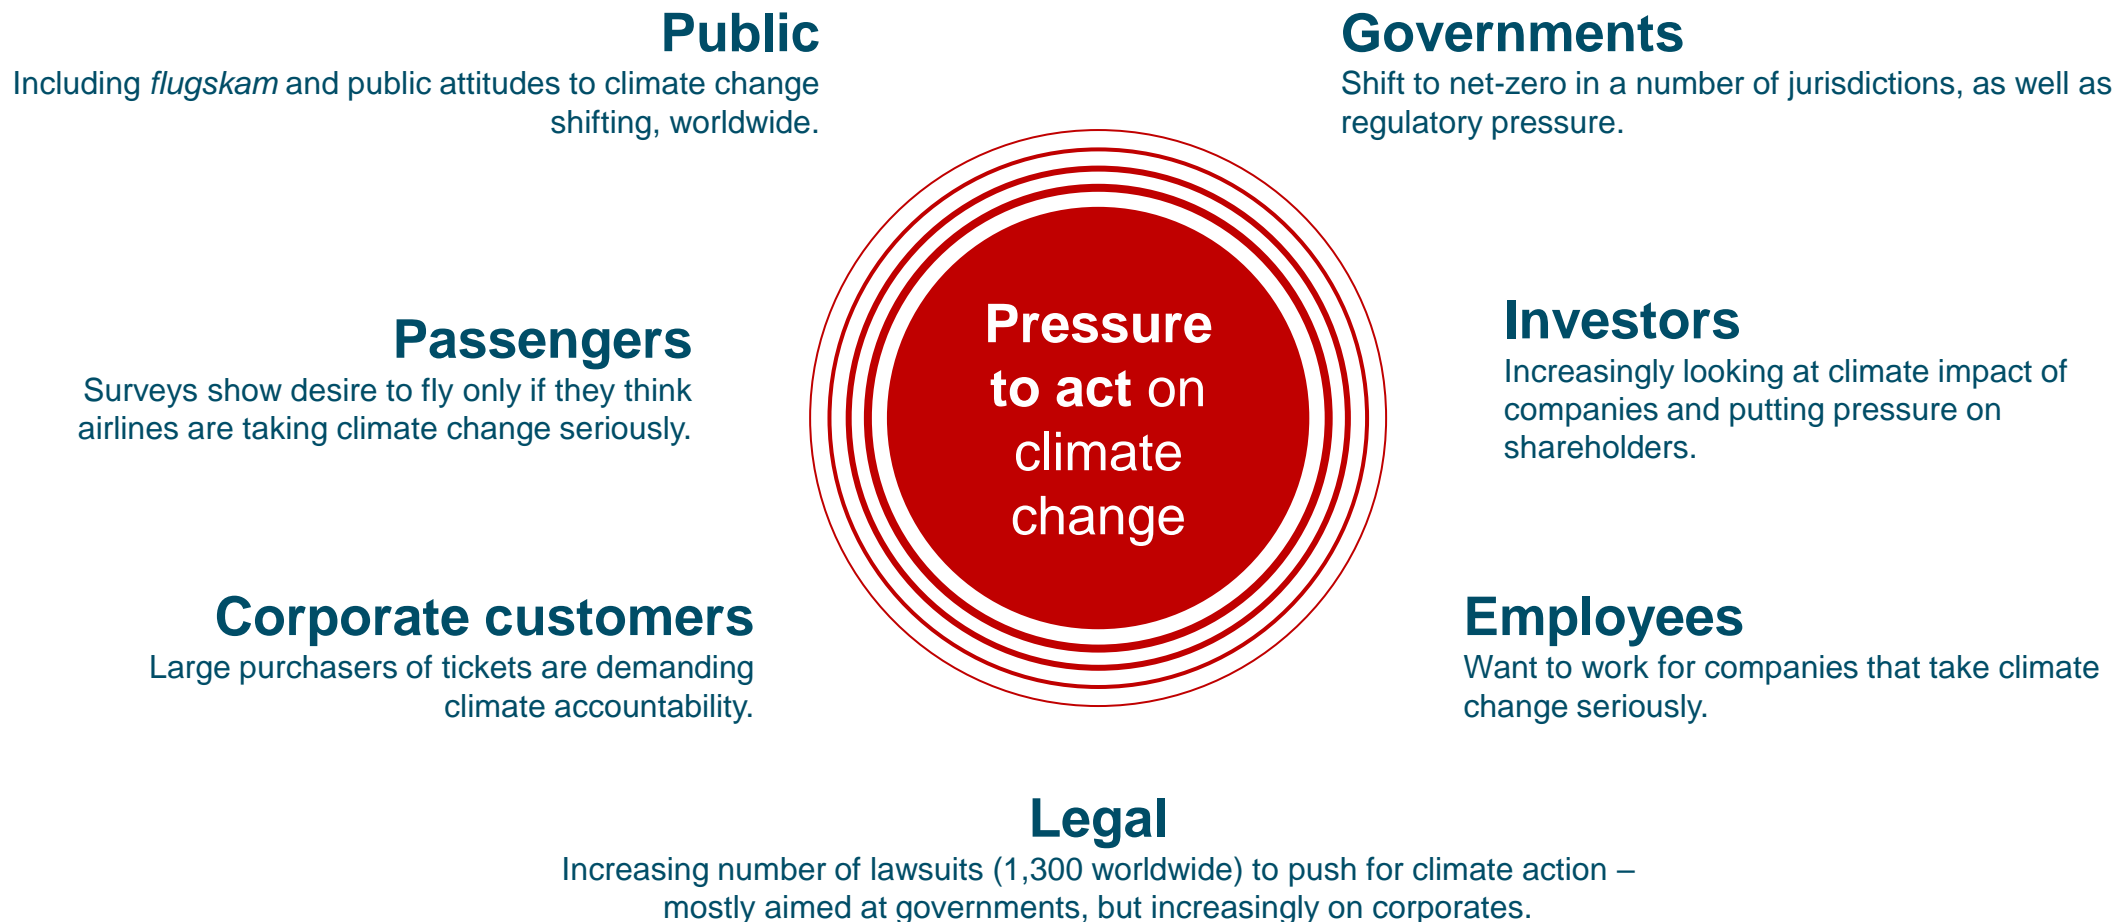 Public
Including flugskam and public attitudes to climate change
shifting, worldwide.
Governments
Shift to net-zero in a number of jurisdictions, as well as
regulatory pressure.
Passengers
Surveys show desire to fly only if they think
airlines are taking climate change seriously.
Pressure
to act on
climate
change
Investors
Increasingly looking at climate impact of
companies and putting pressure on
shareholders.
Corporate customers
Large purchasers of tickets are demanding
climate accountability.
Employees
Want to work for companies that take climate
change seriously.
Legal
Increasing number of lawsuits (1,300 worldwide) to push for climate action –
mostly aimed at governments, but increasingly on corporates.